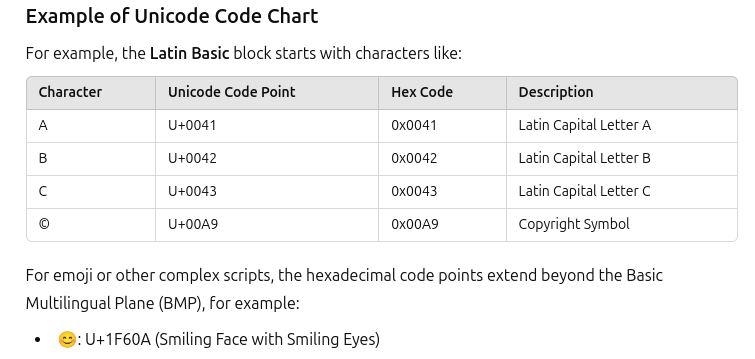 Example of Unicode Code Chart
For example, the Latin Basic block starts with characters like:
Character Unicode Code Point Hex Code Description
A U+0041 0x0041 Latin Capital Letter A
B U+0042 0x0042 Latin Capital Letter B
C U+0043 0x0043 Latin Capital Letter C
© U+00A9 0x00A9 Copyright Symbol
For emoji or other complex scripts, the hexadecimal code points extend beyond the Basic
Multilingual Plane (BMP), for example:
• 😊: U+1F60A (Smiling Face with Smiling Eyes)